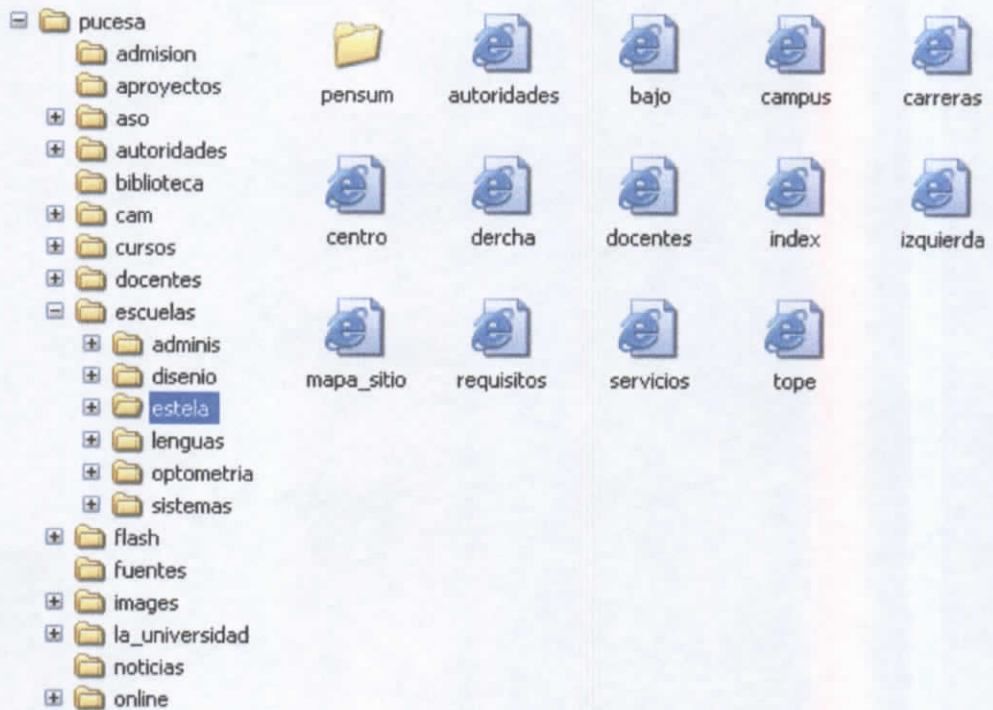 pucesa
admision
aproyectos
aso
autoridades
biblioteca
cam
cursos
docentes
escuelas
adminis
disenio
estela
lenguas
optometria
sistemas
flash
fuentes
images
la_universidad
noticias
online
pensum autoridades bajo campus carreras
centro dercha docentes index izquierda
mapa_sitio requisitos servicios tope